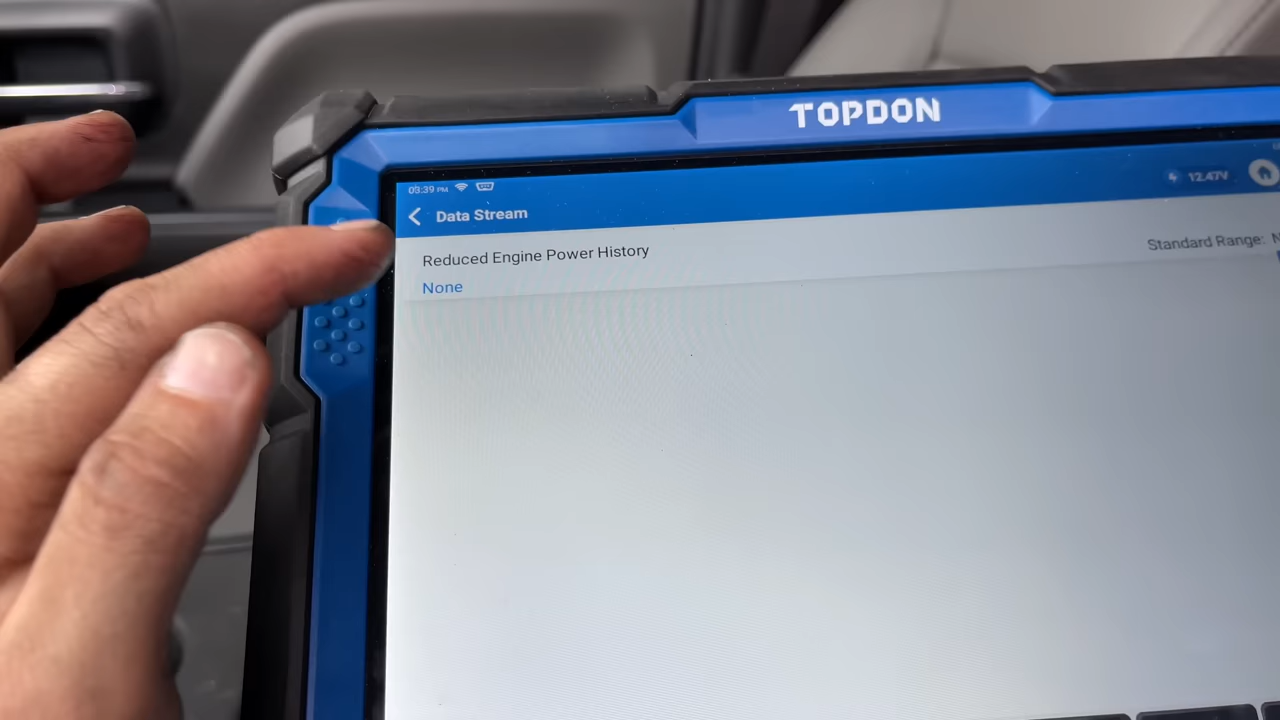 TOPDON
03:39 PM
12.47V
Data Stream
Reduced Engine Power History
Standard Range:
None